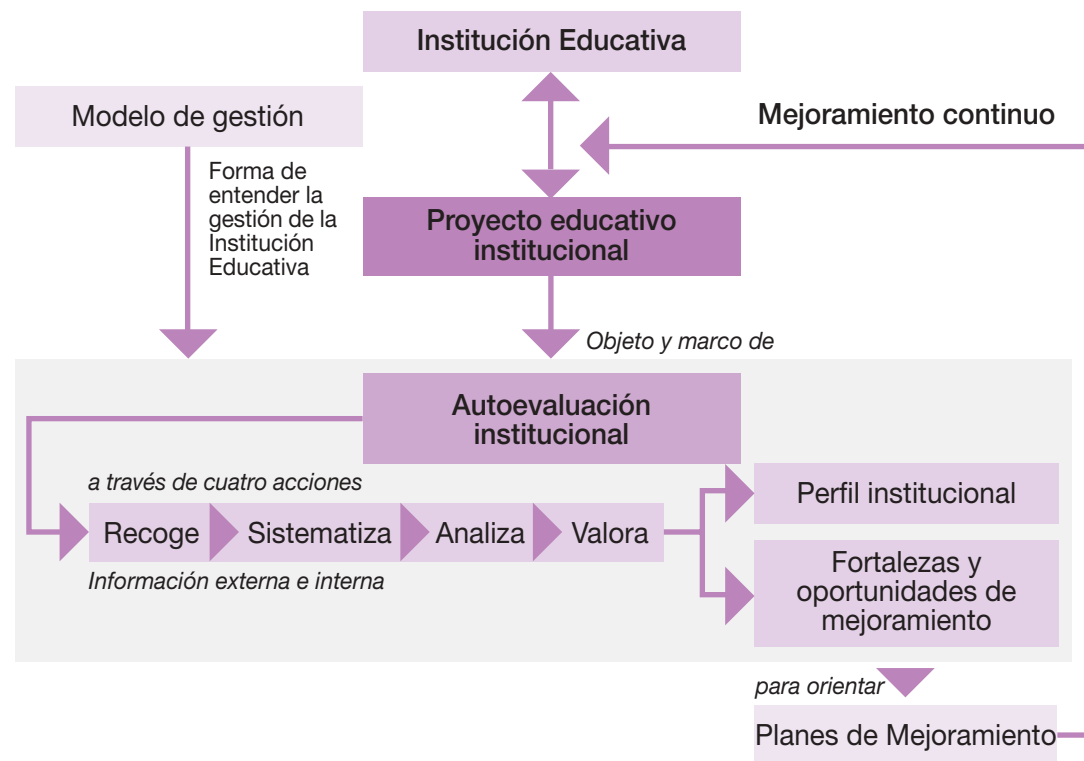 Institución Educativa
Modelo de gestión
Mejoramiento continuo
Forma de
entender la
gestión de la
Institución
Educativa
Proyecto educativo
institucional
Objeto y marco de
Autoevaluación
institucional
a través de cuatro acciones
Recoge Sistematiza Analiza Valora
Información externa e interna
Perfil institucional
Fortalezas y
oportunidades de
mejoramiento
para orientar
Planes de Mejoramiento